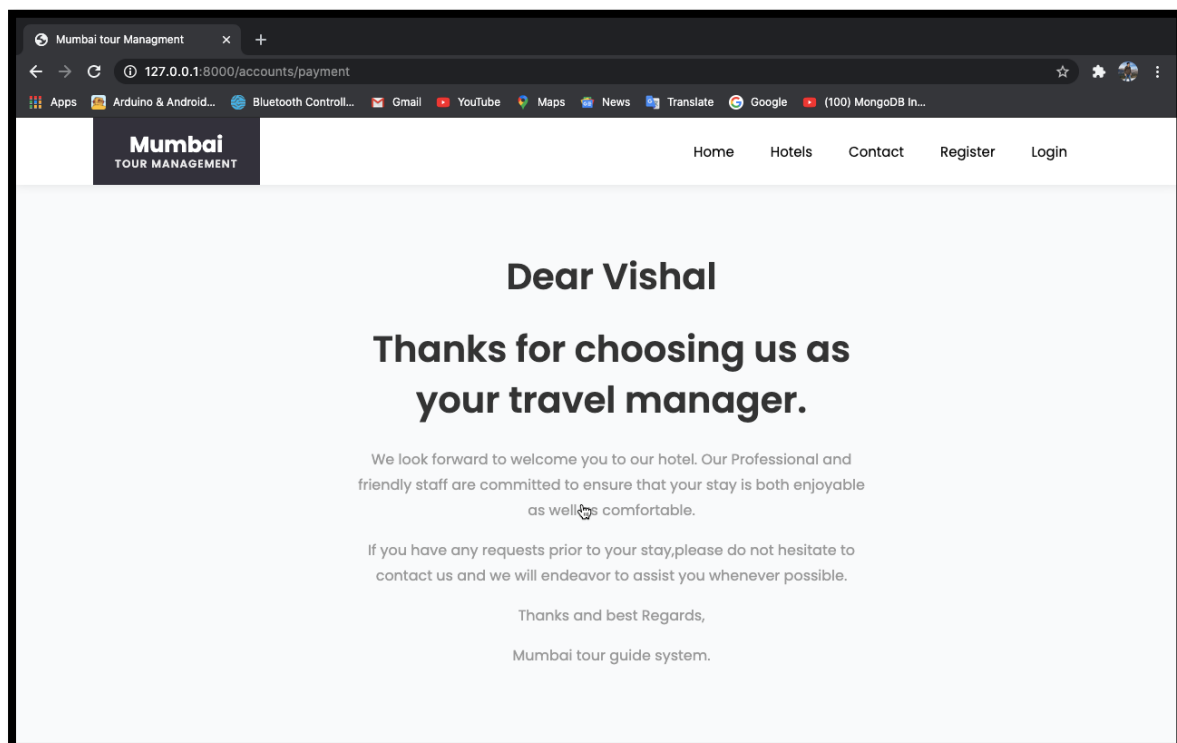 Mumbai tour Managment
127.0.0.1:8000/accounts/payment
Apps Arduino & Android... Bluetooth Controll... Gmail YouTube Maps News Translate Google (100) MongoDB In...
Mumbai
TOUR MANAGEMENT
Home Hotels Contact Register Login
Dear Vishal
Thanks for choosing us as
your travel manager.
We look forward to welcome you to our hotel. Our Professional and
friendly staff are committed to ensure that your stay is both enjoyable
as well as comfortable.
If you have any requests prior to your stay,please do not hesitate to
contact us and we will endeavor to assist you whenever possible.
Thanks and best Regards,
Mumbai tour guide system.